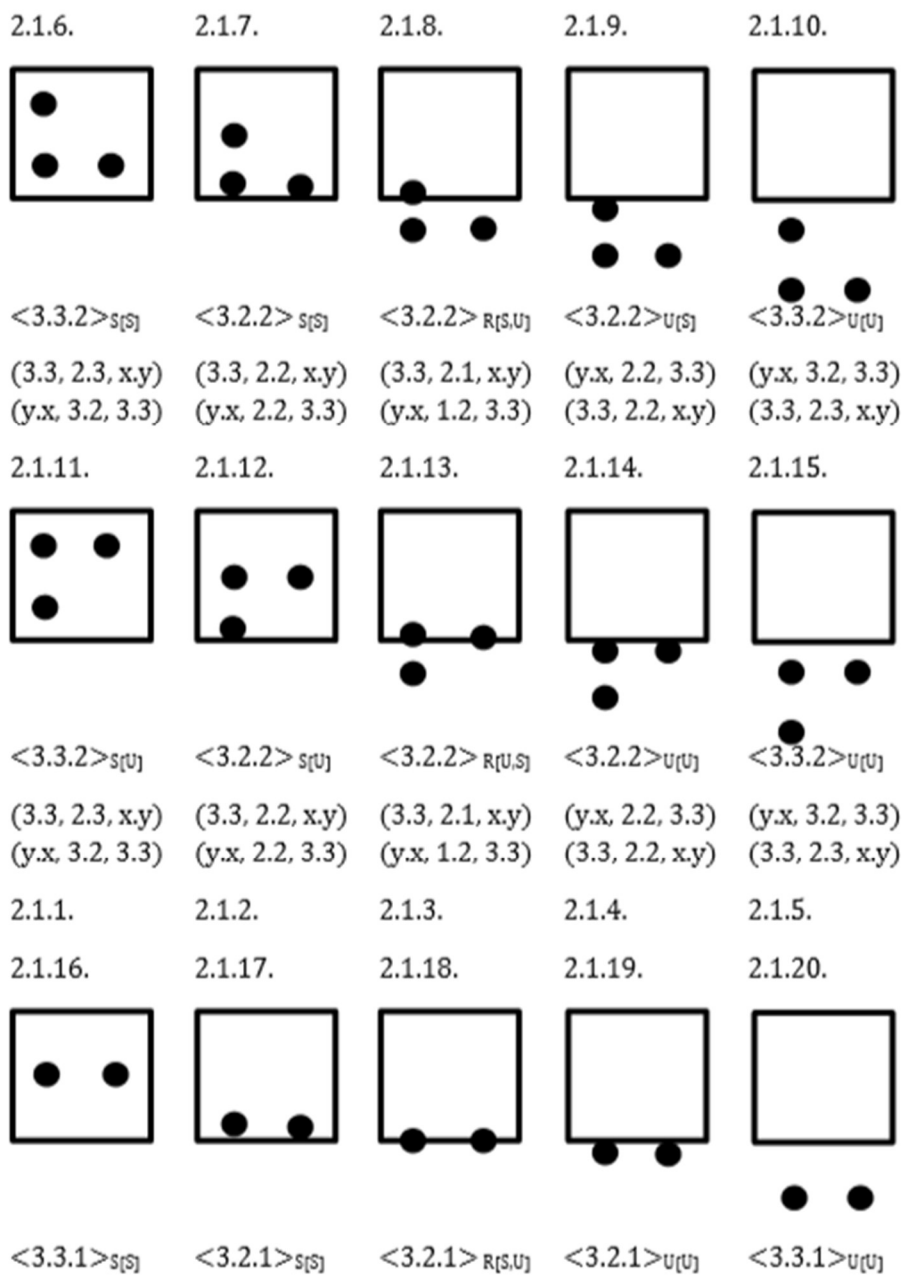 2.1.6. 2.1.7. 2.1.8. 2.1.9. 2.1.10.
<3.3.2>S[S] <3.2.2> S[S] <3.2.2> R[S,U] <3.2.2>U[S] <3.3.2>U[U]
(3.3, 2.3, x.y) (3.3, 2.2, x.y) (3.3, 2.1, x.y) (y.x, 2.2, 3.3) (y.x, 3.2, 3.3)
(y.x, 3.2, 3.3) (y.x, 2.2, 3.3) (y.x, 1.2, 3.3) (3.3, 2.2, x.y) (3.3, 2.3, x.y)
2.1.11. 2.1.12. 2.1.13. 2.1.14. 2.1.15.
<3.3.2>S[U] <3.2.2> S[U] <3.2.2> R[U,S] <3.2.2>U[U] <3.3.2>U[U]
(3.3, 2.3, x.y) (3.3, 2.2, x.y) (3.3, 2.1, x.y) (y.x, 2.2, 3.3) (y.x, 3.2, 3.3)
(y.x, 3.2, 3.3) (y.x, 2.2, 3.3) (y.x, 1.2, 3.3) (3.3, 2.2, x.y) (3.3, 2.3, x.y)
2.1.1. 2.1.2. 2.1.3. 2.1.4. 2.1.5.
2.1.16. 2.1.17. 2.1.18. 2.1.19. 2.1.20.
<3.3.1>S[S] <3.2.1>S[S] <3.2.1> R[S,U] <3.2.1>U[U] <3.3.1>U[U]